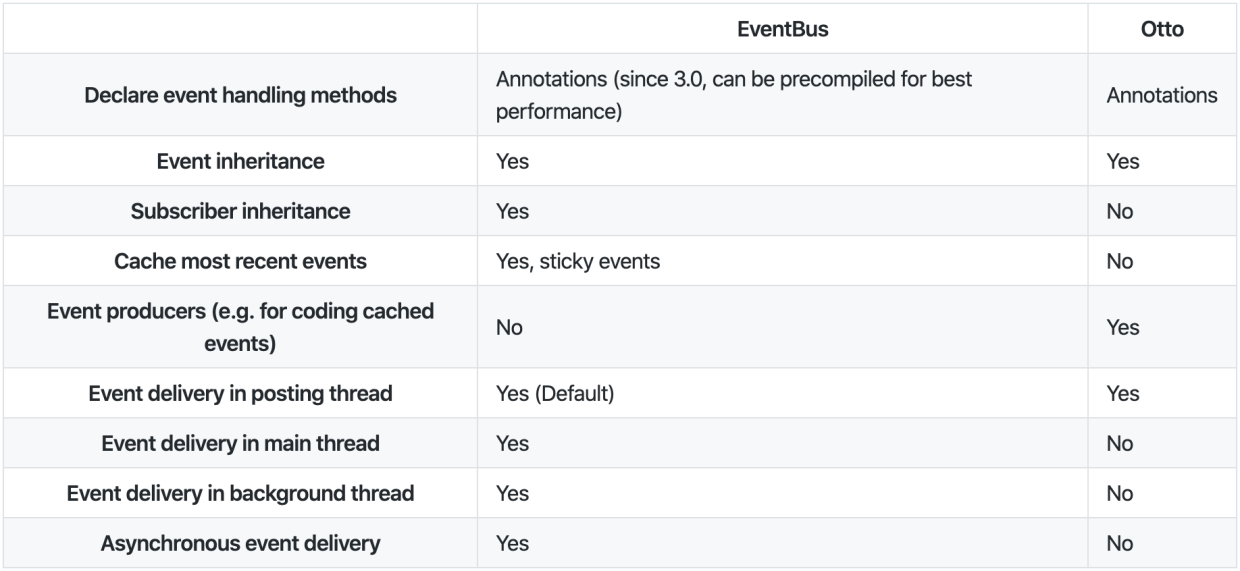 EventBus Otto
Declare event handling methods Annotations (since 3.0, can be precompiled for best performance) Annotations
Event inheritance Yes Yes
Subscriber inheritance Yes No
Cache most recent events Yes, sticky events No
Event producers (e.g. for coding cached events) No Yes
Event delivery in posting thread Yes (Default) Yes
Event delivery in main thread Yes No
Event delivery in background thread Yes No
Asynchronous event delivery Yes No